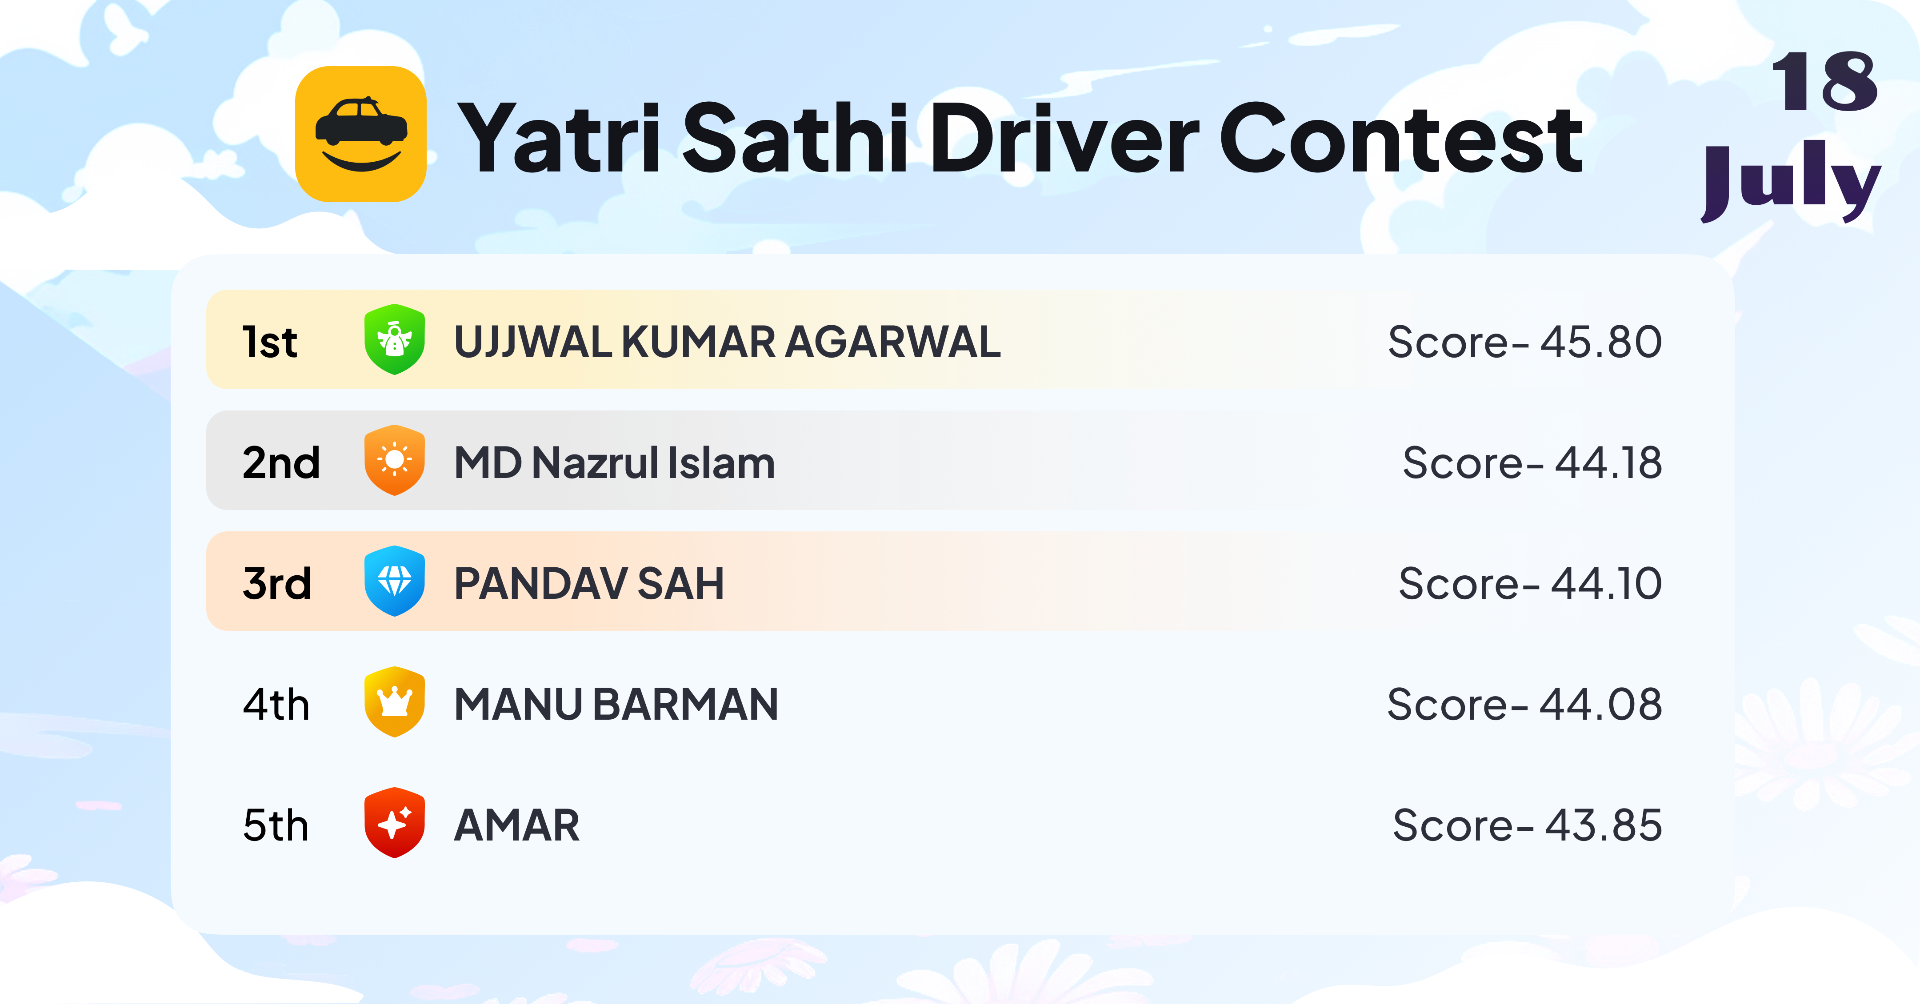 Yatri Sathi Driver Contest
18
July
1st UJJWAL KUMAR AGARWAL Score- 45.80
2nd MD Nazrul Islam Score- 44.18
3rd PANDAV SAH Score- 44.10
4th MANU BARMAN Score- 44.08
5th AMAR Score- 43.85